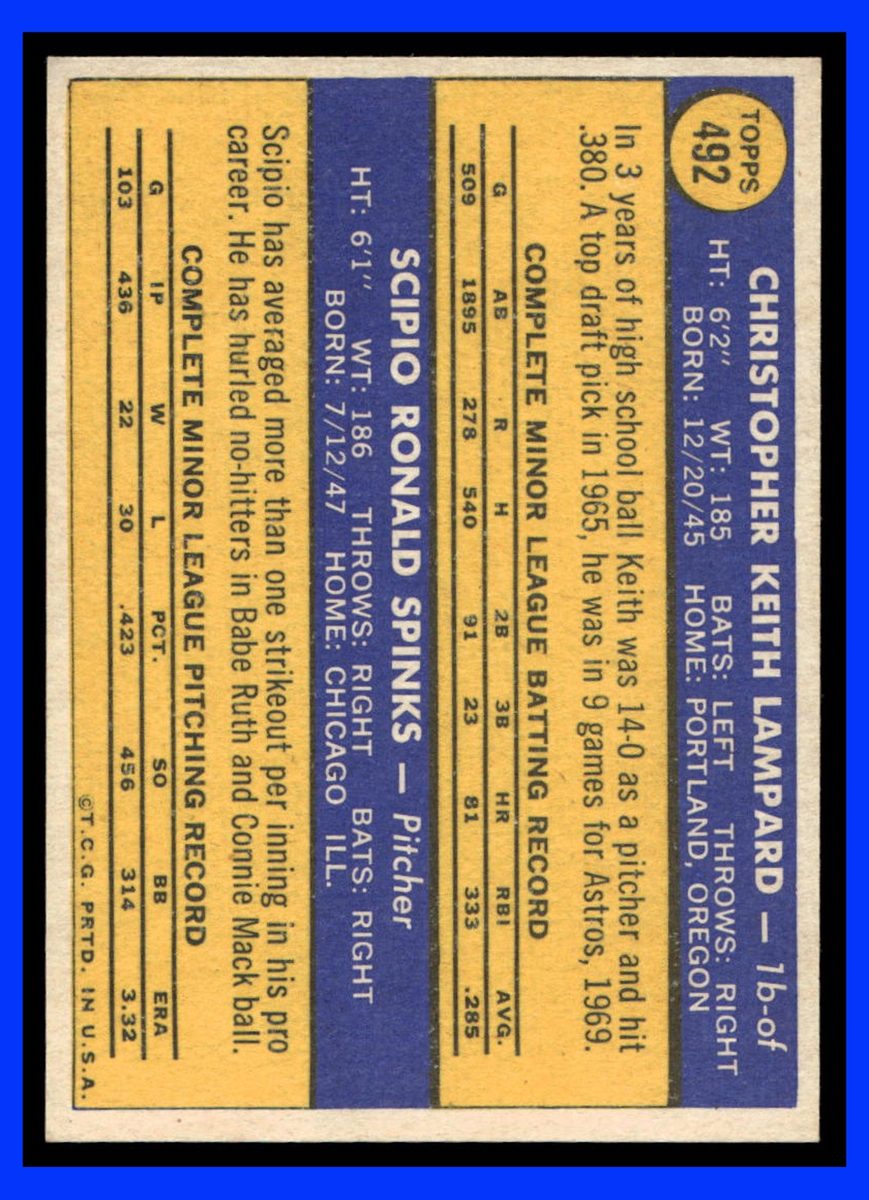 TOPPS
492
CHRISTOPHER KEITH LAMPARD — 1b-of
HT: 6'2" WT: 185 BATS: LEFT THROWS: RIGHT
BORN: 12/20/45 HOME: PORTLAND, OREGON
In 3 years of high school ball Keith was 14-0 as a pitcher and hit
.380. A top draft pick in 1965, he was in 9 games for Astros, 1969.
COMPLETE MINOR LEAGUE BATTING RECORD
G AB R H 2B 3B HR RBI AVG.
509 1895 278 540 91 23 81 333 .285
SCIPIO RONALD SPINKS — Pitcher
HT: 6'1" WT: 186 THROWS: RIGHT BATS: RIGHT
BORN: 7/12/47 HOME: CHICAGO ILL.
Scipio has averaged more than one strikeout per inning in his pro
career. He has hurled no-hitters in Babe Ruth and Connie Mack ball.
COMPLETE MINOR LEAGUE PITCHING RECORD
G IP W L PCT. SO BB ERA
103 436 22 30 .423 456 314 3.32
©T.C.G. PRTD. IN U.S.A.